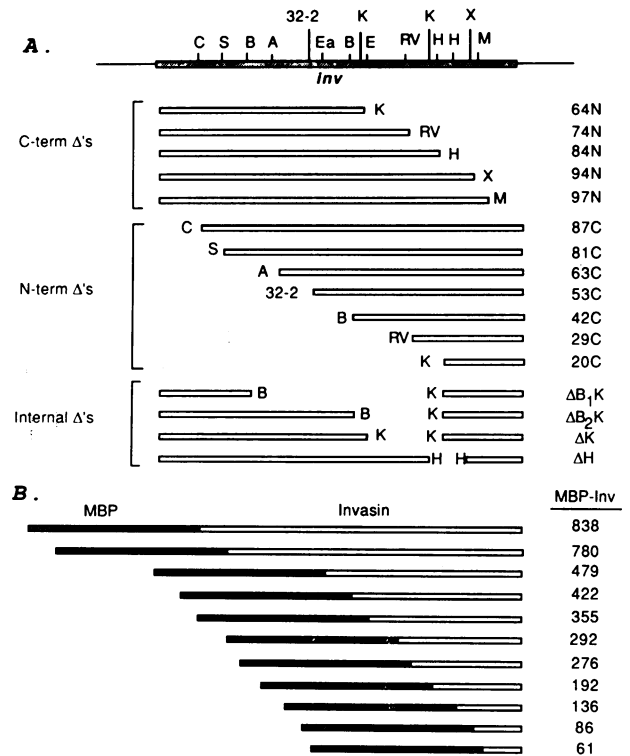 A.
32-2 K K X
C S B A Ea B E RV H H M
inv
C-term Δ's
K 64N
RV 74N
H 84N
X 94N
M 97N
N-term Δ's
C 87C
S 81C
A 63C
32-2 53C
B 42C
RV 29C
K 20C
Internal Δ's
B K ΔB₁K
B K ΔB₂K
K K ΔK
H H ΔH
B.
MBP Invasin MBP-Inv
838
780
479
422
355
292
276
192
136
86
61